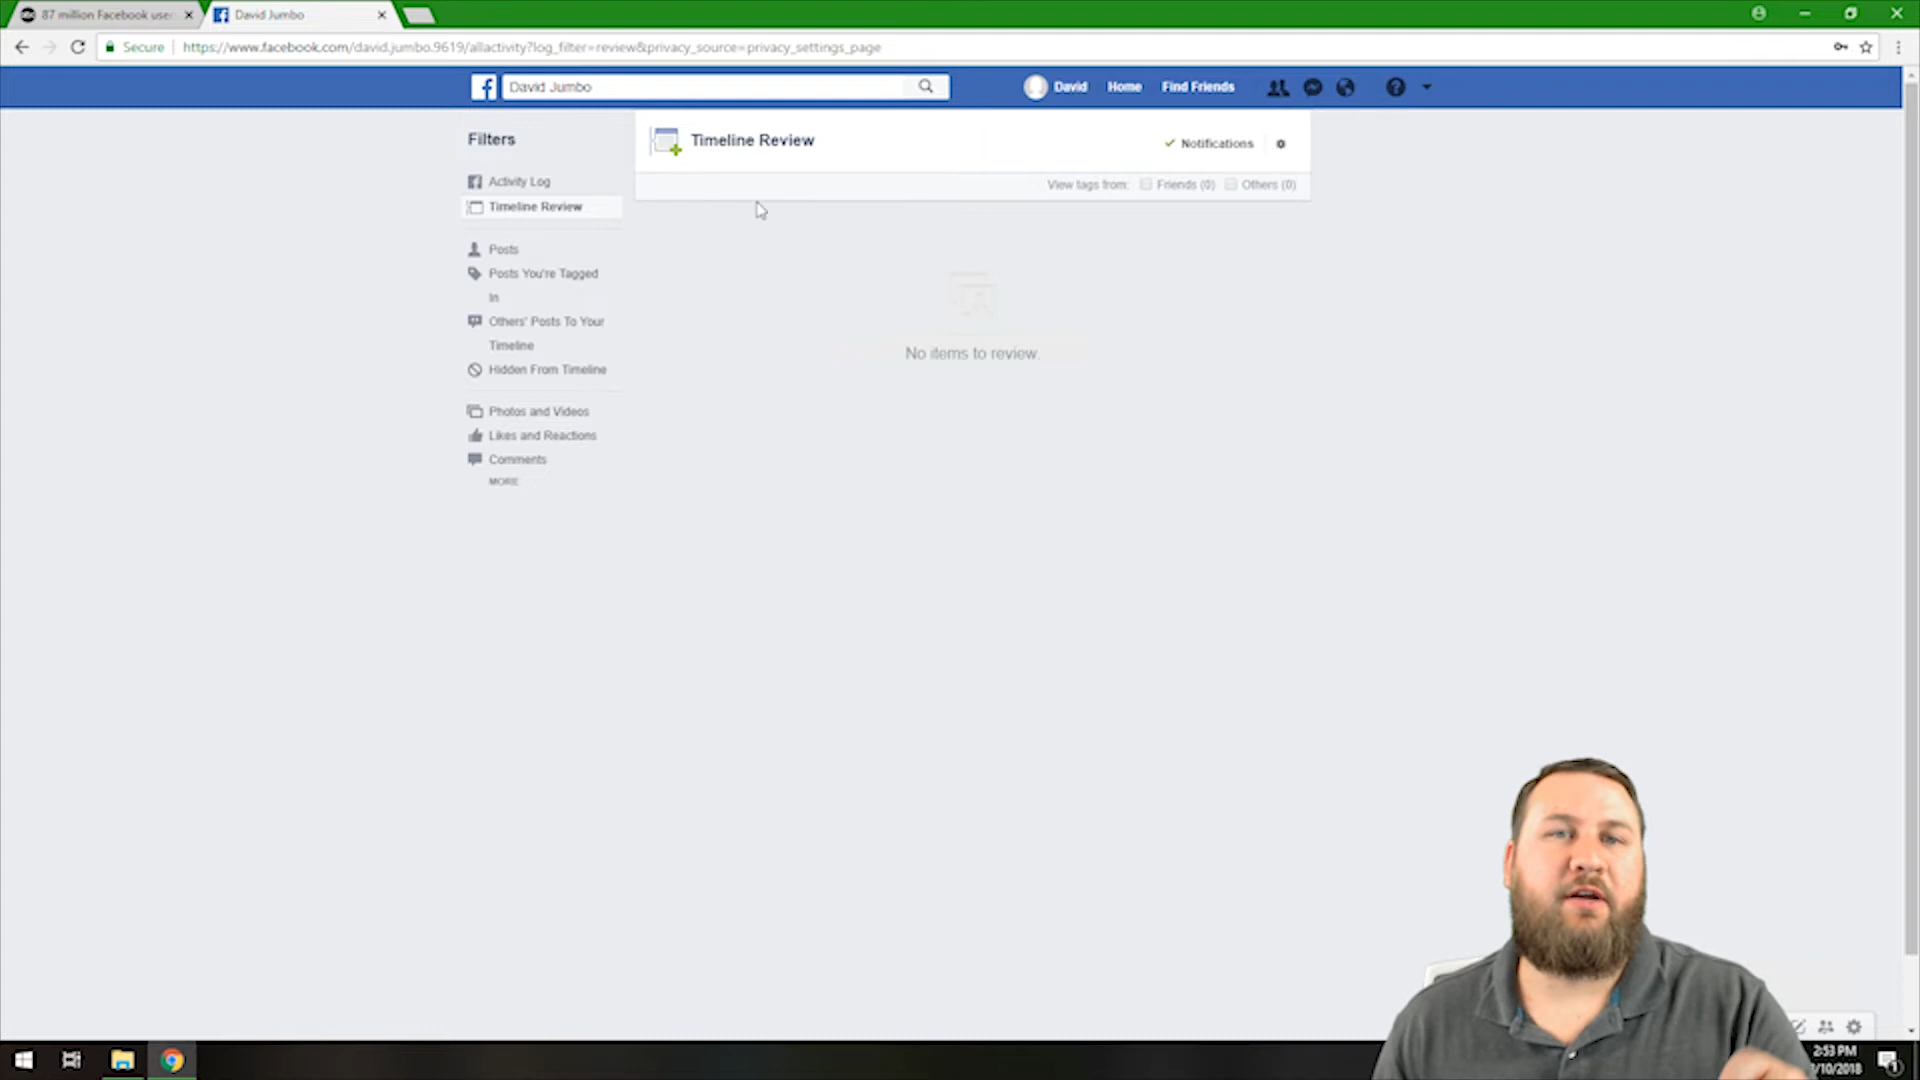 87 million Facebook use
David Jumbo
Secure
https://www.facebook.com/david.jumbo.9619/allactivity?log_filter=review&privacy_source=privacy_settings_page
David Jumbo
David
Home
Find Friends
Filters
Activity Log
Timeline Review
Posts
Posts You're Tagged
In
Others' Posts To Your
Timeline
Hidden From Timeline
Photos and Videos
Likes and Reactions
Comments
MORE
Timeline Review
Notifications
View tags from: Friends (0) Others (0)
No items to review.
2:53 PM
/10/2018